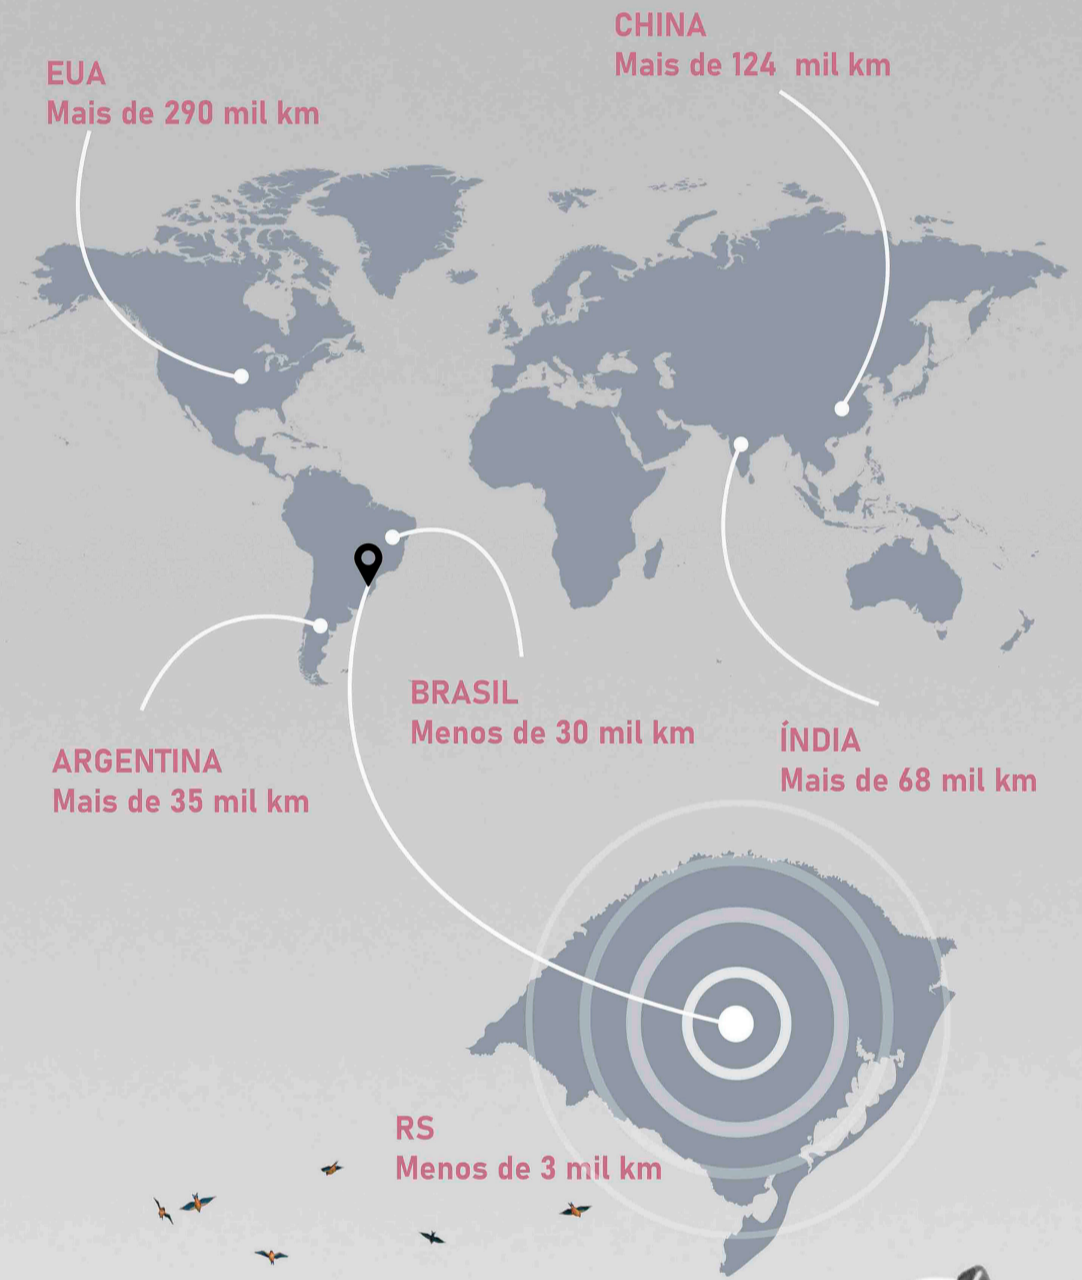 CHINA
Mais de 124 mil km
EUA
Mais de 290 mil km
BRASIL
Menos de 30 mil km
ÍNDIA
Mais de 68 mil km
ARGENTINA
Mais de 35 mil km
RS
Menos de 3 mil km